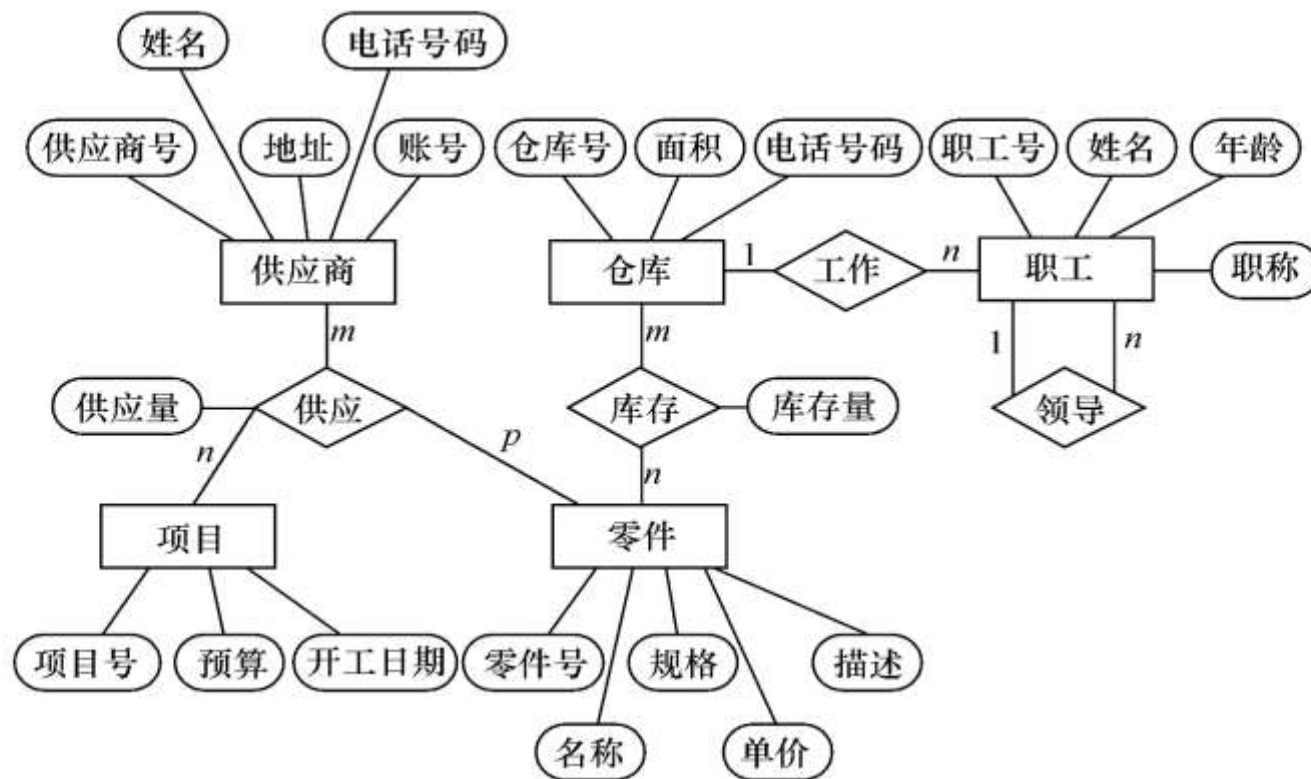 姓名
电话号码
供应商号
地址
账号
仓库号
面积
电话号码
职工号
姓名
年龄
供应商
仓库
1
工作
n
职工
职称
m
m
1
n
供应量
供应
库存
库存量
领导
n
p
n
项目
零件
项目号
预算
开工日期
零件号
规格
描述
名称
单价